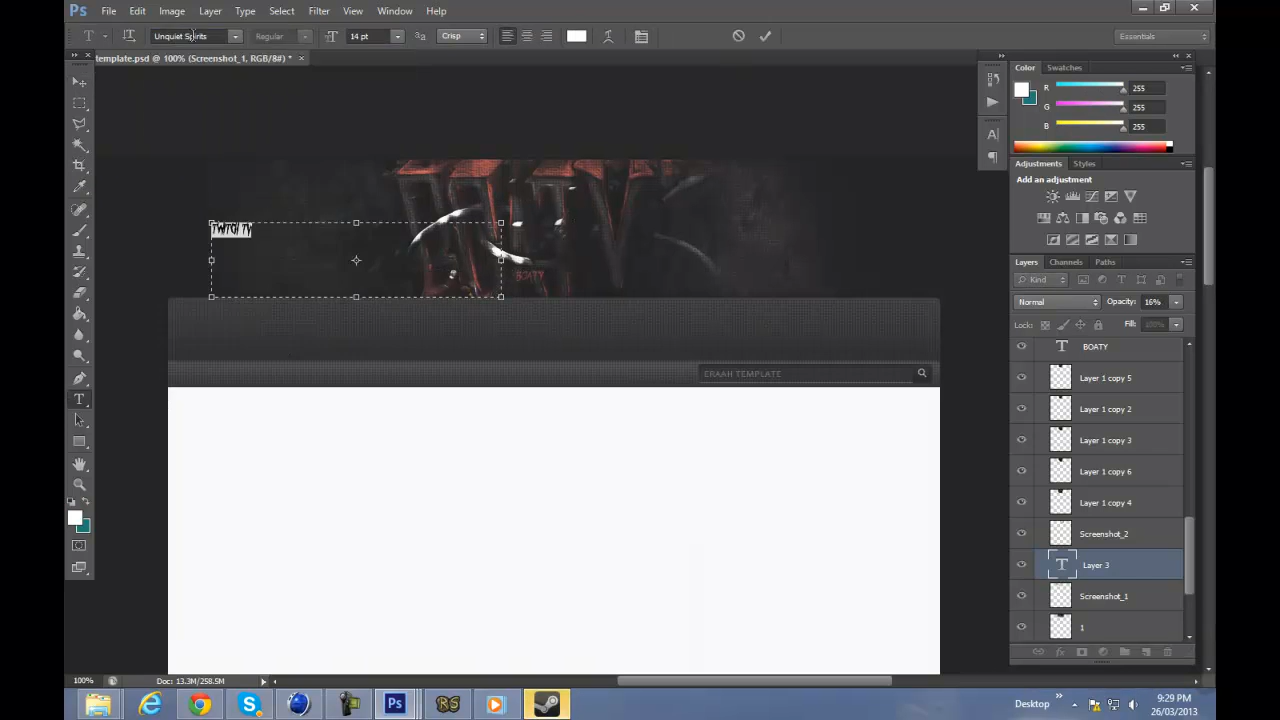 Ps File Edit Image Layer Type Select Filter View Window Help
T Unquiet Spirits Regular 14 pt Crisp Essentials
template.psd @ 100% (Screenshot_1, RGB/8#) * ×
Color Swatches
R 255
G 255
B 255
Adjustments Styles
Add an adjustment
Layers Channels Paths
Kind
Normal Opacity: 16%
Lock: Fill: 100%
BOATY
Layer 1 copy 5
Layer 1 copy 2
Layer 1 copy 3
Layer 1 copy 6
Layer 1 copy 4
Screenshot_2
Layer 3
Screenshot_1
1
BOATY
ERAAH TEMPLATE
100% Doc: 13.3M/258.5M
Desktop
9:29 PM
26/03/2013